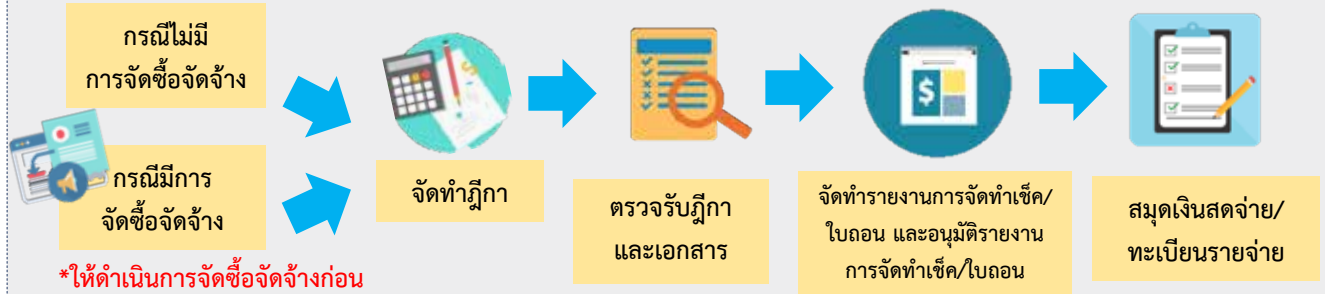 กรณีไม่มี
การจัดซื้อจัดจ้าง
กรณีมีการ
จัดซื้อจัดจ้าง
*ให้ดำเนินการจัดซื้อจัดจ้างก่อน
จัดทำฎีกา
ตรวจรับฎีกา
และเอกสาร
$
จัดทำรายงานการจัดทำเช็ค/
ใบถอน และอนุมัติรายงาน
การจัดทำเช็ค/ใบถอน
สมุดเงินสดจ่าย/
ทะเบียนรายจ่าย